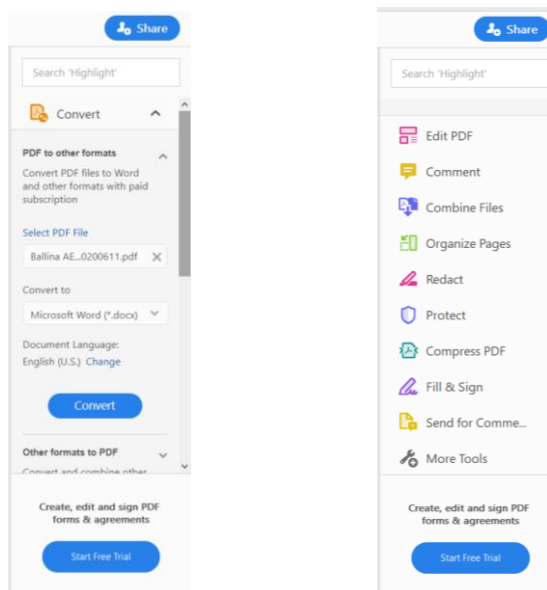 Share
Search 'Highlight'
Convert
PDF to other formats
Convert PDF files to Word
and other formats with paid
subscription
Select PDF File
Ballina AE...0200611.pdf
Convert to
Microsoft Word (*.docx)
Document Language:
English (U.S.) Change
Convert
Other formats to PDF
Convert and combine other
Create, edit and sign PDF
forms & agreements
Start Free Trial
Share
Search 'Highlight'
Edit PDF
Comment
Combine Files
Organize Pages
Redact
Protect
Compress PDF
Fill & Sign
Send for Comme...
More Tools
Create, edit and sign PDF
forms & agreements
Start Free Trial